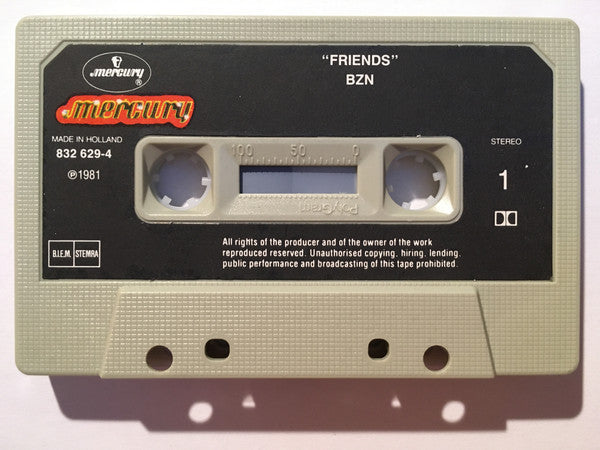 "FRIENDS"
BZN
mercury
®
mercury
MADE IN HOLLAND
832 629-4
℗1981
STEREO
1
100 50 0
PolyGram
B.I.E.M. STEMRA
All rights of the producer and of the owner of the work
reproduced reserved. Unauthorised copying, hiring, lending,
public performance and broadcasting of this tape prohibited.